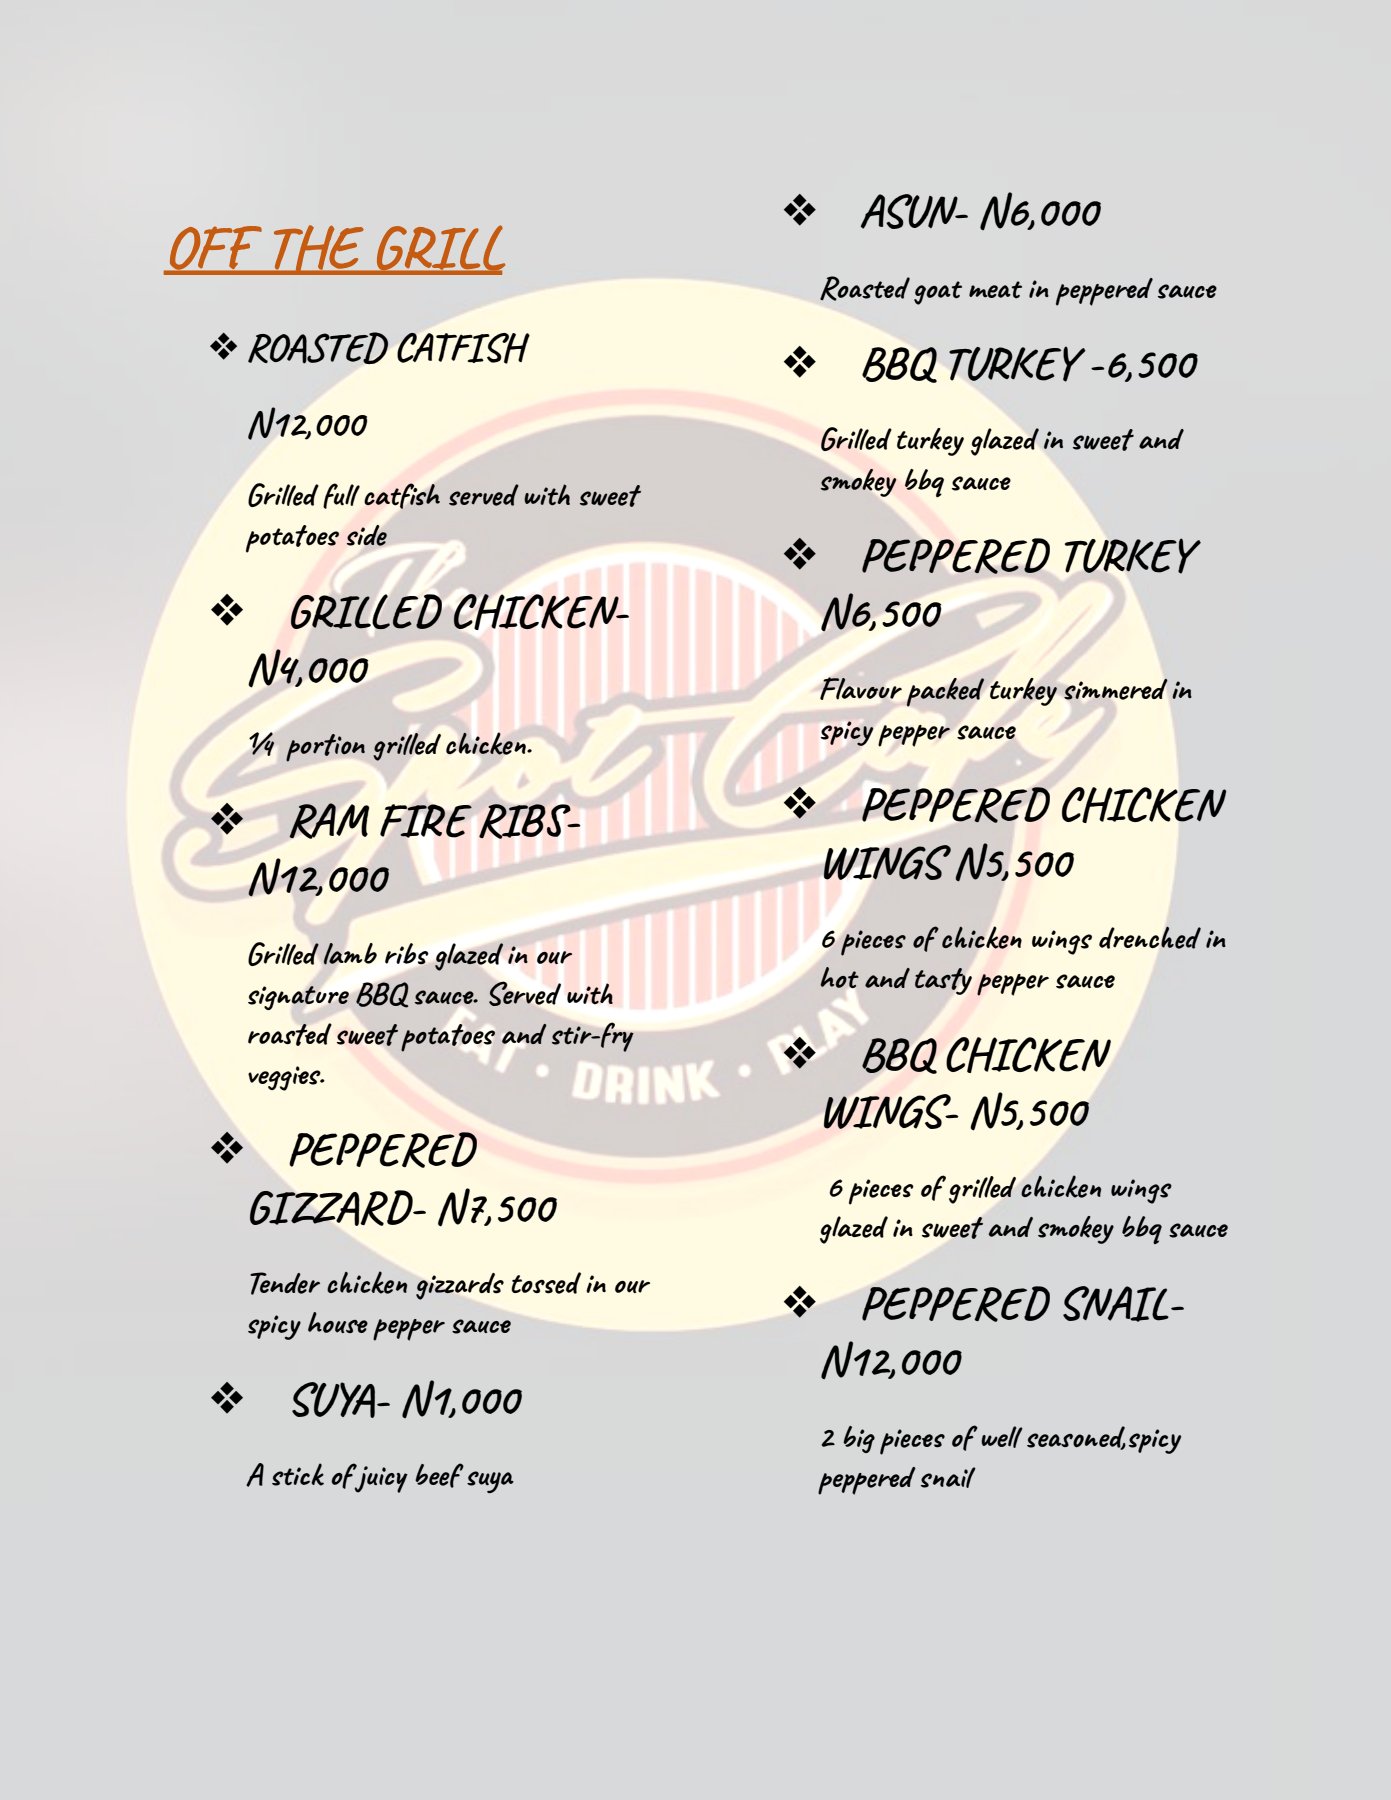 OFF THE GRILL
❖ ROASTED CATFISH
N12,000
Grilled full catfish served with sweet
potatoes side
❖ GRILLED CHICKEN-
N4,000
¼ portion grilled chicken.
❖ RAM FIRE RIBS-
N12,000
Grilled lamb ribs glazed in our
signature BBQ sauce. Served with
roasted sweet potatoes and stir-fry
veggies.
❖ PEPPERED
GIZZARD- N7,500
Tender chicken gizzards tossed in our
spicy house pepper sauce
❖ SUYA- N1,000
A stick of juicy beef suya
❖ ASUN- N6,000
Roasted goat meat in peppered sauce
❖ BBQ TURKEY -6,500
Grilled turkey glazed in sweet and
smokey bbq sauce
❖ PEPPERED TURKEY
N6,500
Flavour packed turkey simmered in
spicy pepper sauce
❖ PEPPERED CHICKEN
WINGS N5,500
6 pieces of chicken wings drenched in
hot and tasty pepper sauce
❖ BBQ CHICKEN
WINGS- N5,500
6 pieces of grilled chicken wings
glazed in sweet and smokey bbq sauce
❖ PEPPERED SNAIL-
N12,000
2 big pieces of well seasoned,spicy
peppered snail
The
Spot Cafe
EAT • DRINK • PLAY